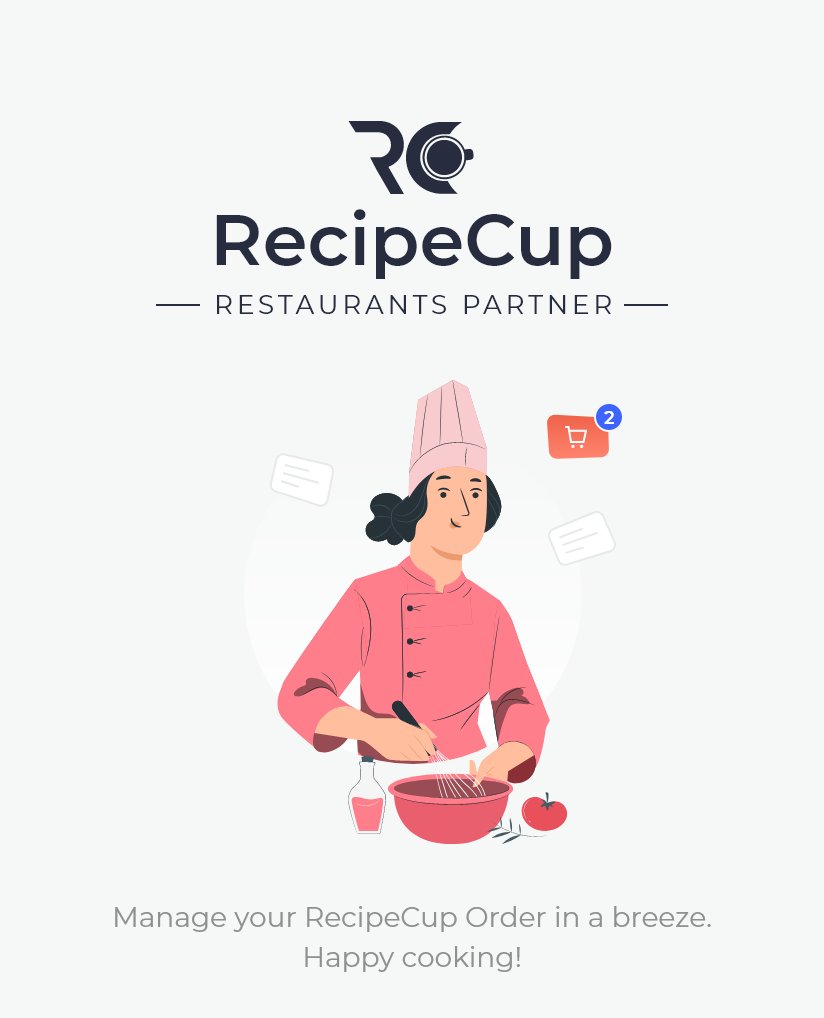 RC
RecipeCup
RESTAURANTS PARTNER
2
Manage your RecipeCup Order in a breeze.
Happy cooking!